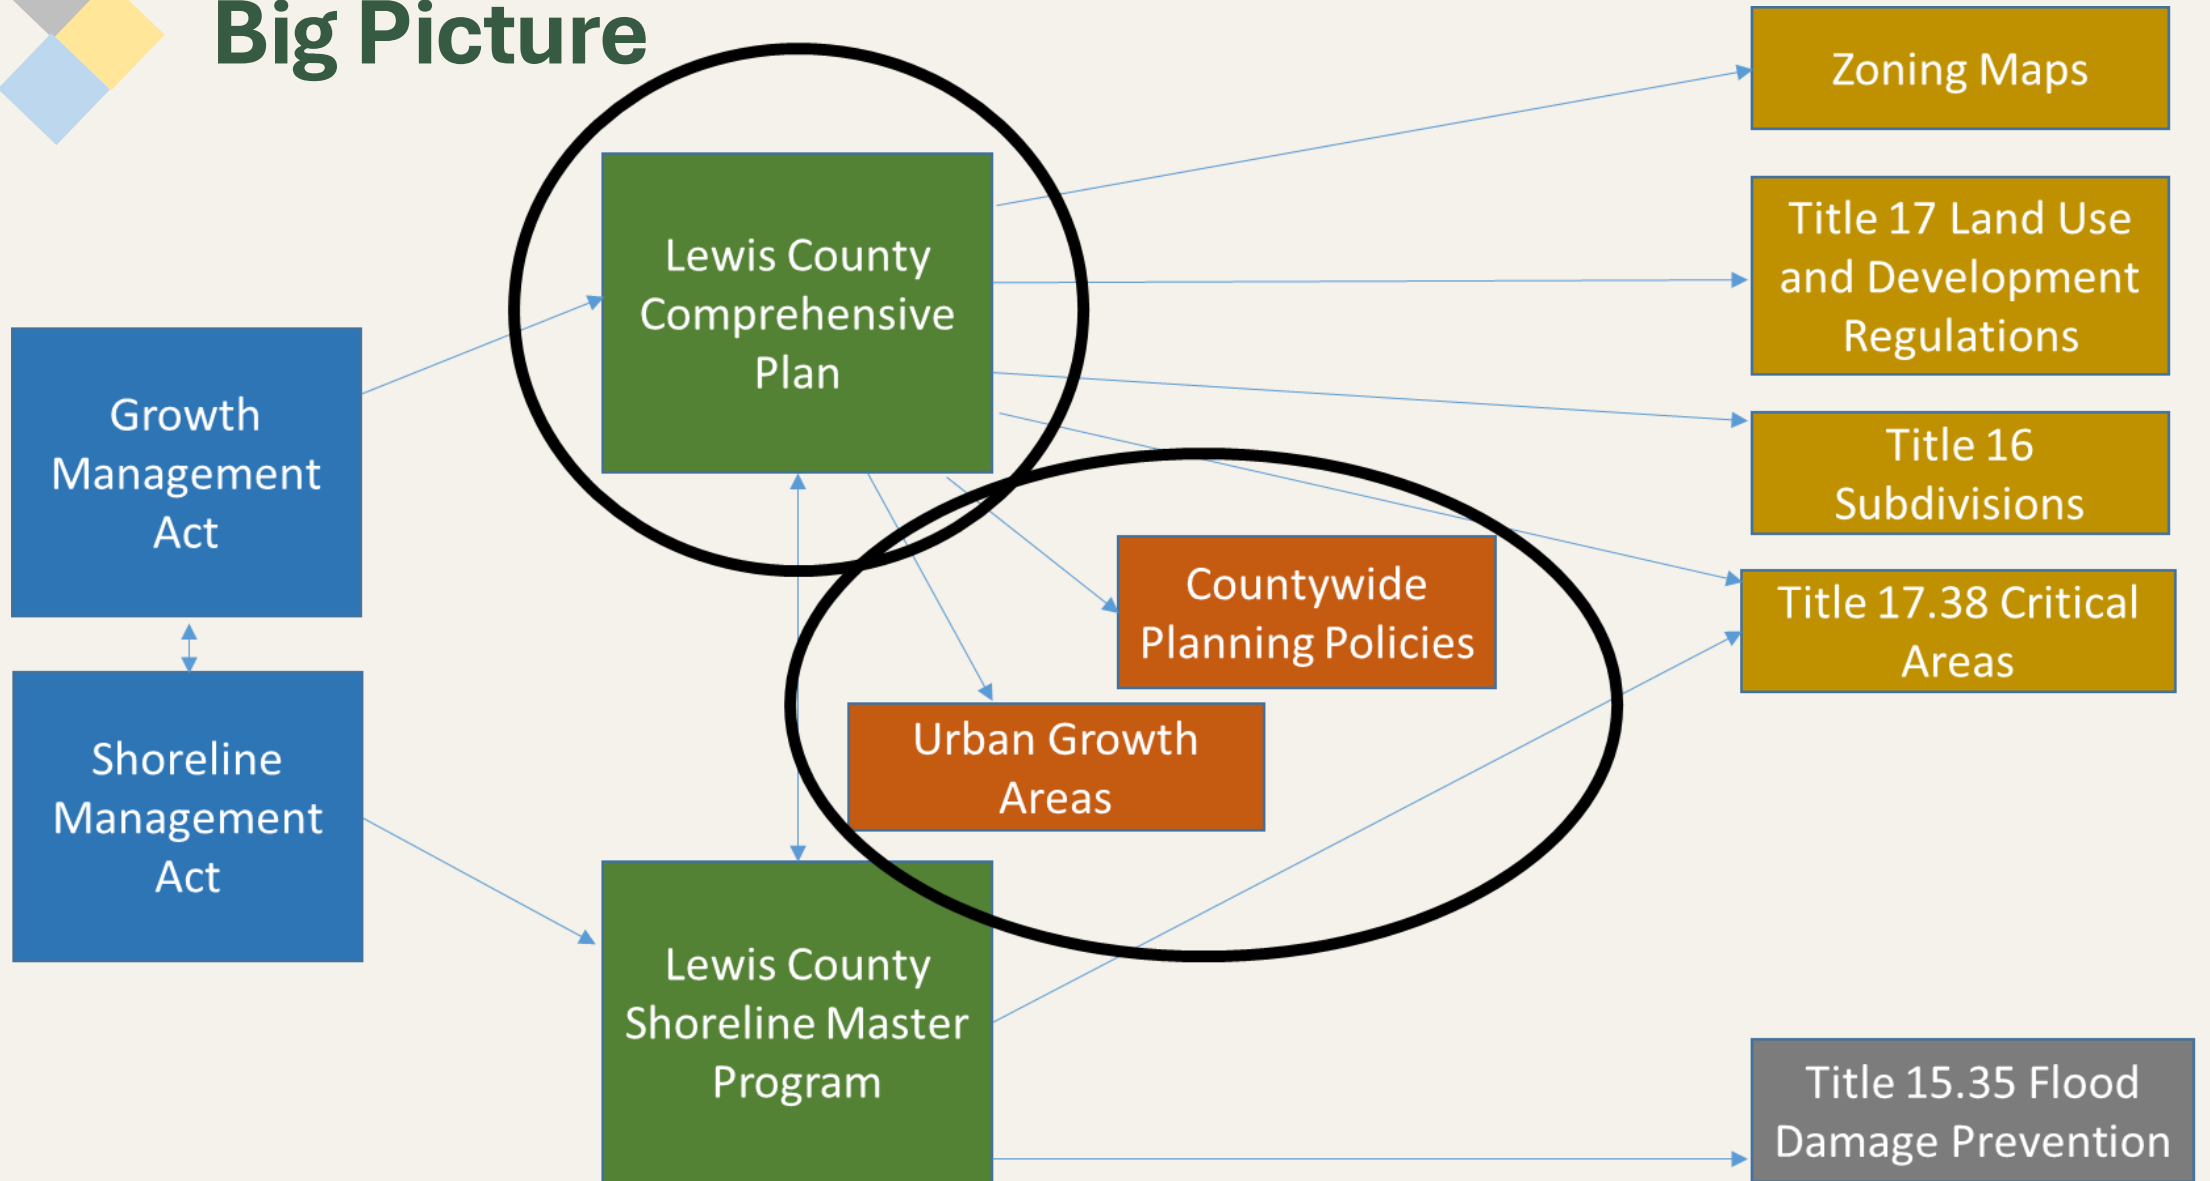 Big Picture
Zoning Maps
Title 17 Land Use
and Development
Regulations
Lewis County
Comprehensive
Plan
Growth
Management
Act
Title 16
Subdivisions
Countywide
Planning Policies
Title 17.38 Critical
Areas
Urban Growth
Areas
Shoreline
Management
Act
Lewis County
Shoreline Master
Program
Title 15.35 Flood
Damage Prevention